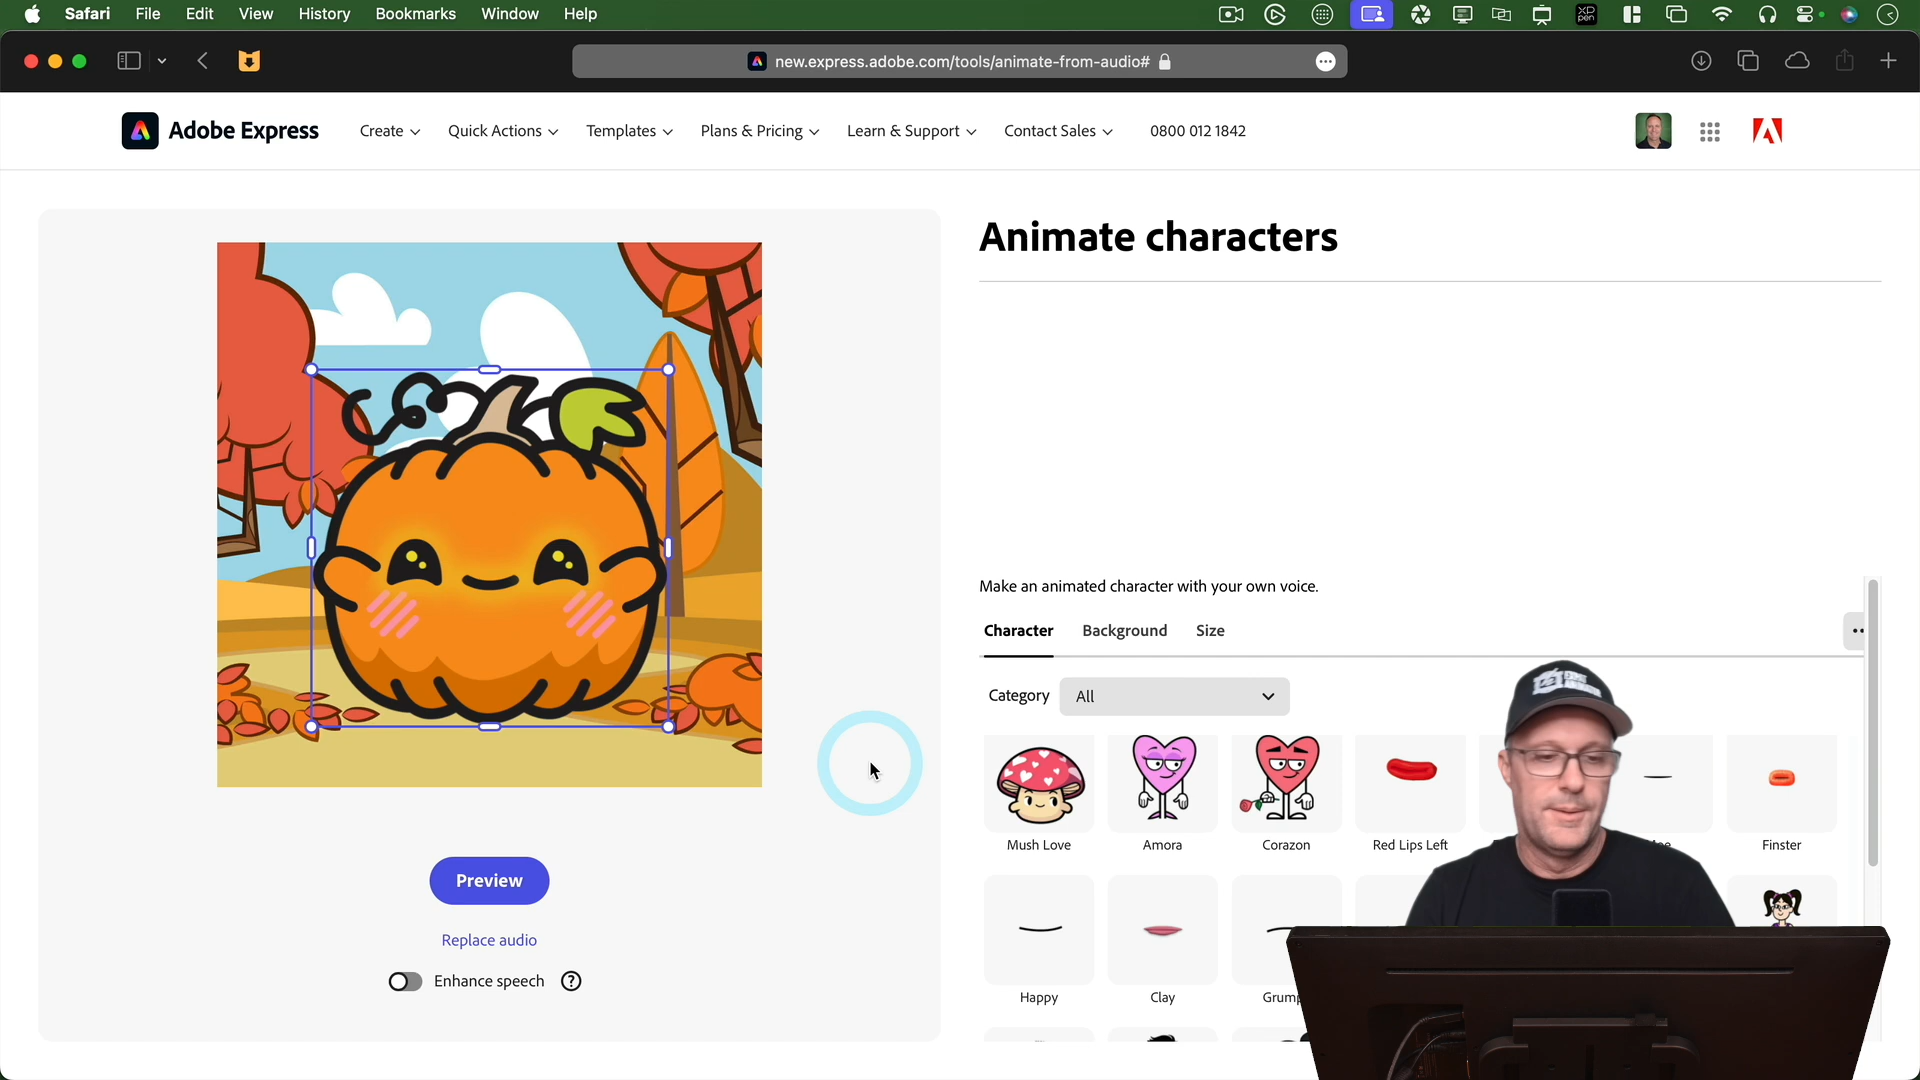 Safari File Edit View History Bookmarks Window Help
XP
pen
new.express.adobe.com/tools/animate-from-audio#
Adobe Express Create Quick Actions Templates Plans & Pricing Learn & Support Contact Sales 0800 012 1842
Animate characters
Make an animated character with your own voice.
Character Background Size
Category All
Mush Love Amora Corazon Red Lips Left Finster
Happy Clay
Preview
Replace audio
Enhance speech ?